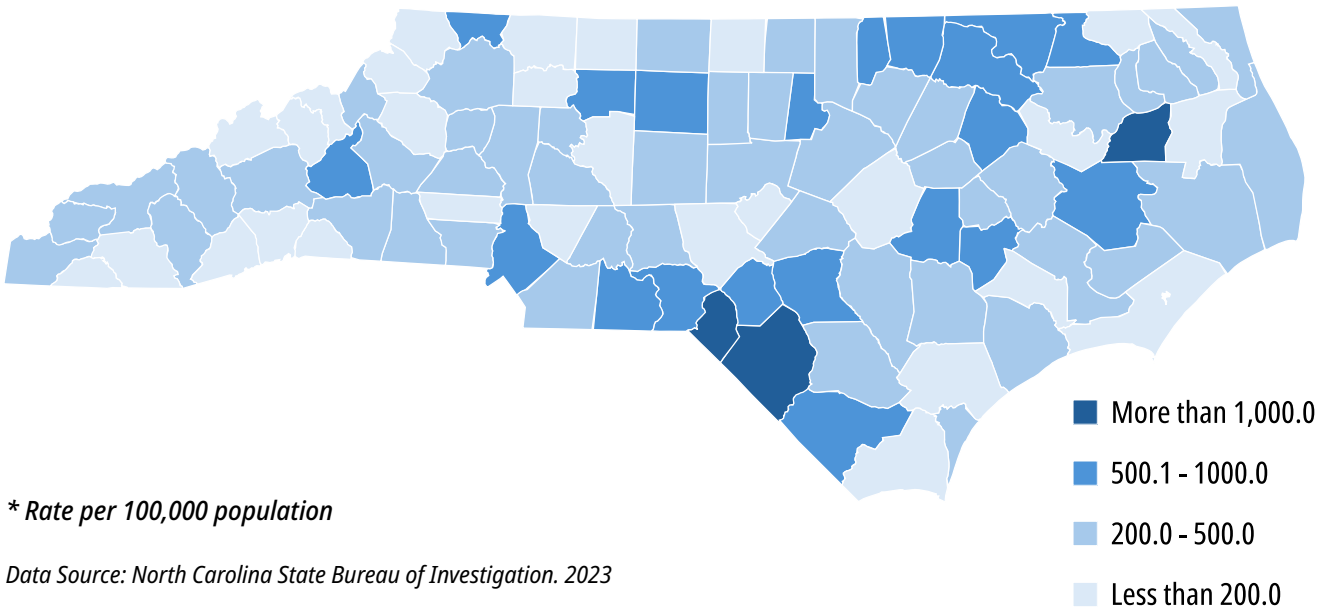 More than 1,000.0
500.1 - 1000.0
* Rate per 100,000 population
200.0 - 500.0
Data Source: North Carolina State Bureau of Investigation. 2023
Less than 200.0